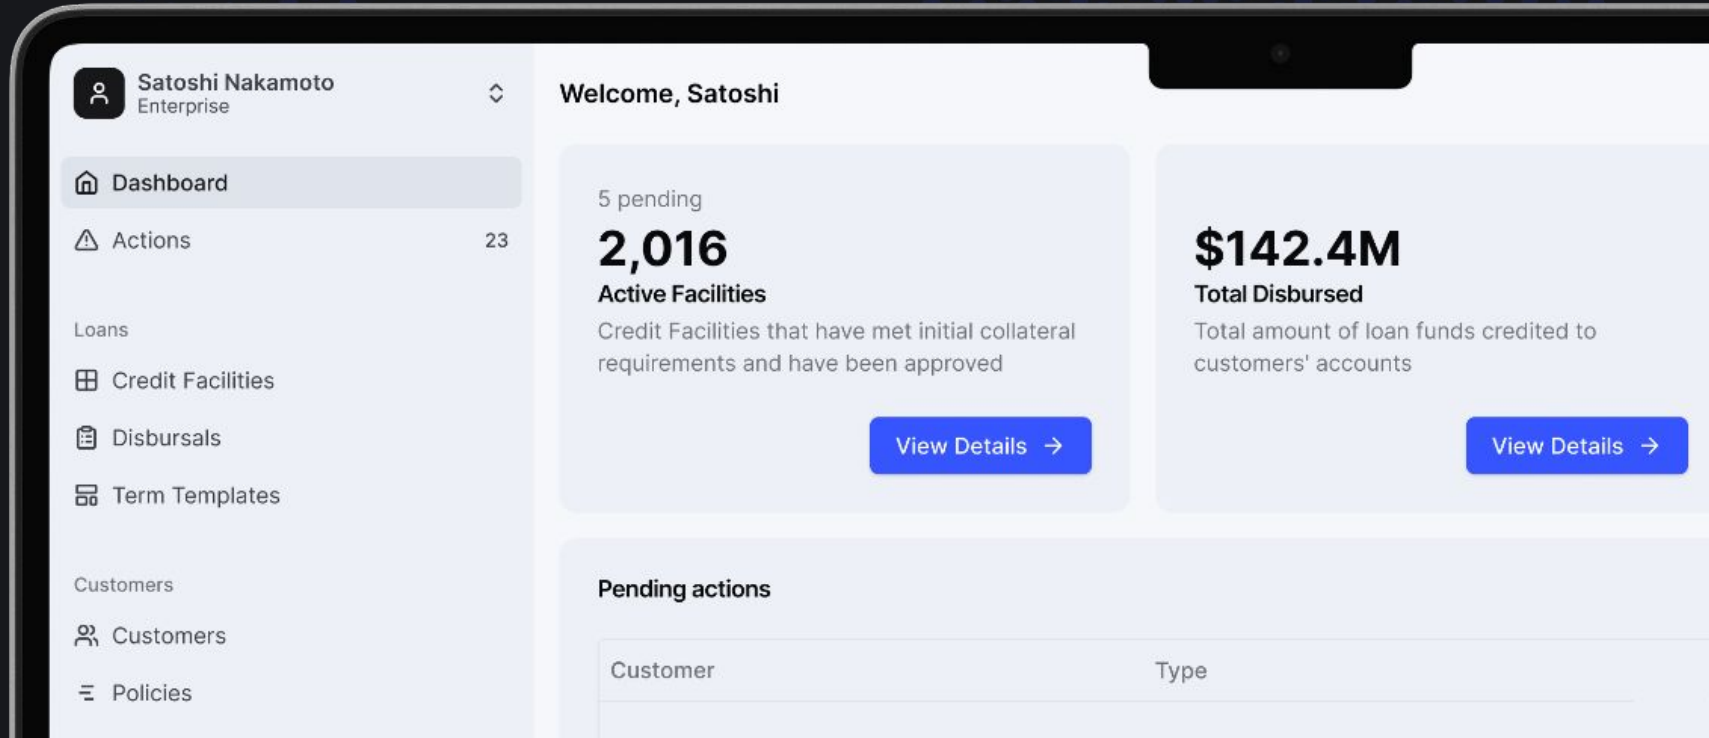 Satoshi Nakamoto
Enterprise
Dashboard
Actions 23
Loans
Credit Facilities
Disbursals
Term Templates
Customers
Customers
Policies
Welcome, Satoshi
5 pending
2,016
Active Facilities
Credit Facilities that have met initial collateral
requirements and have been approved
View Details →
$142.4M
Total Disbursed
Total amount of loan funds credited to
customers' accounts
View Details →
Pending actions
Customer Type